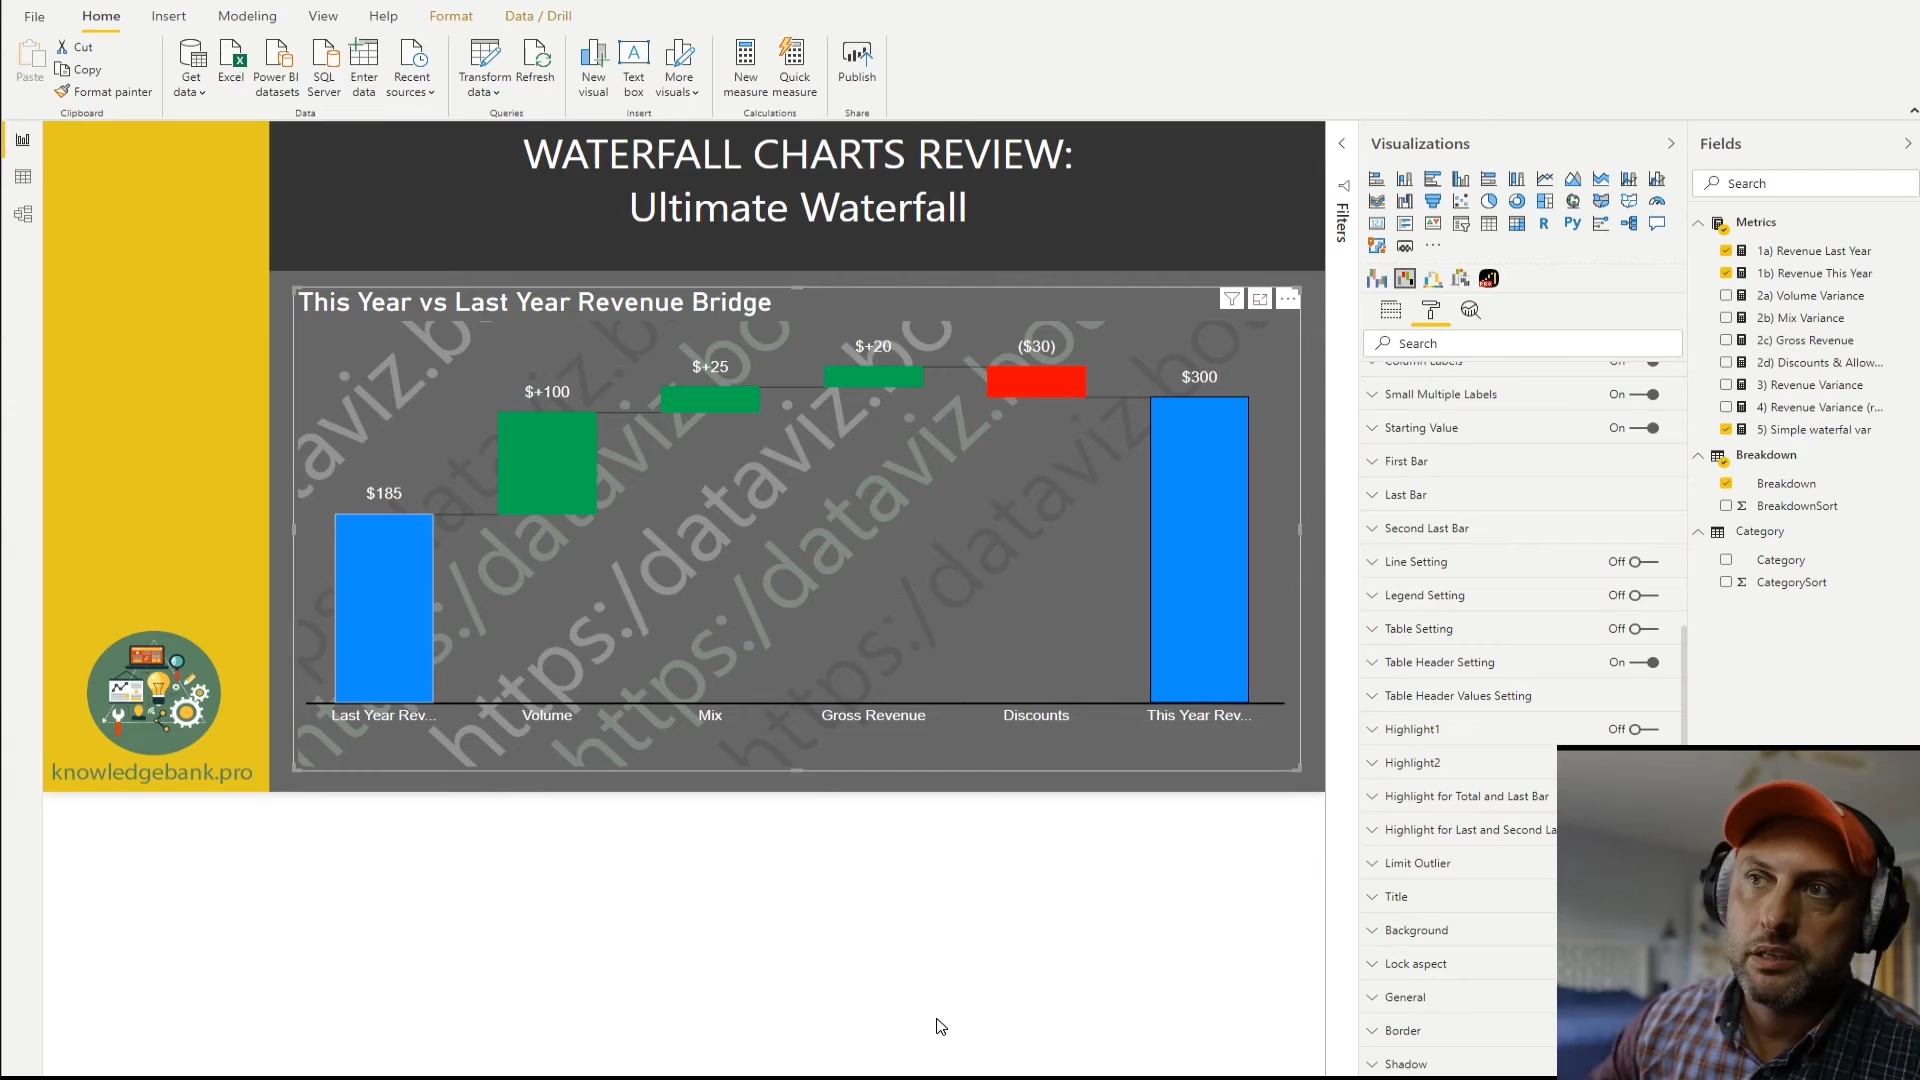 File
Home
Insert
Modeling
View
Help
Format
Data / Drill
Paste
Cut
Copy
Format painter
Clipboard
Get data
Excel
Power BI datasets
SQL Server
Enter data
Recent sources
Data
Transform data
Refresh
Queries
New visual
A
Text box
More visuals
Insert
New measure
Quick measure
Calculations
Publish
Share
WATERFALL CHARTS REVIEW:
Ultimate Waterfall
This Year vs Last Year Revenue Bridge
$185
$+100
$+25
$+20
($30)
$300
Last Year Rev...
Volume
Mix
Gross Revenue
Discounts
This Year Rev...
knowledgebank.pro
Filters
Visualizations
123
R
Py
PRO
Search
Column Labels On
Small Multiple Labels On
Starting Value On
First Bar
Last Bar
Second Last Bar
Line Setting Off
Legend Setting Off
Table Setting Off
Table Header Setting On
Table Header Values Setting
Highlight1 Off
Highlight2
Highlight for Total and Last Bar
Highlight for Last and Second La
Limit Outlier
Title
Background
Lock aspect
General
Border
Shadow
Fields
Search
Metrics
1a) Revenue Last Year
1b) Revenue This Year
2a) Volume Variance
2b) Mix Variance
2c) Gross Revenue
2d) Discounts & Allow...
3) Revenue Variance
4) Revenue Variance (r...
5) Simple waterfal var
Breakdown
Breakdown
Σ BreakdownSort
Category
Category
Σ CategorySort